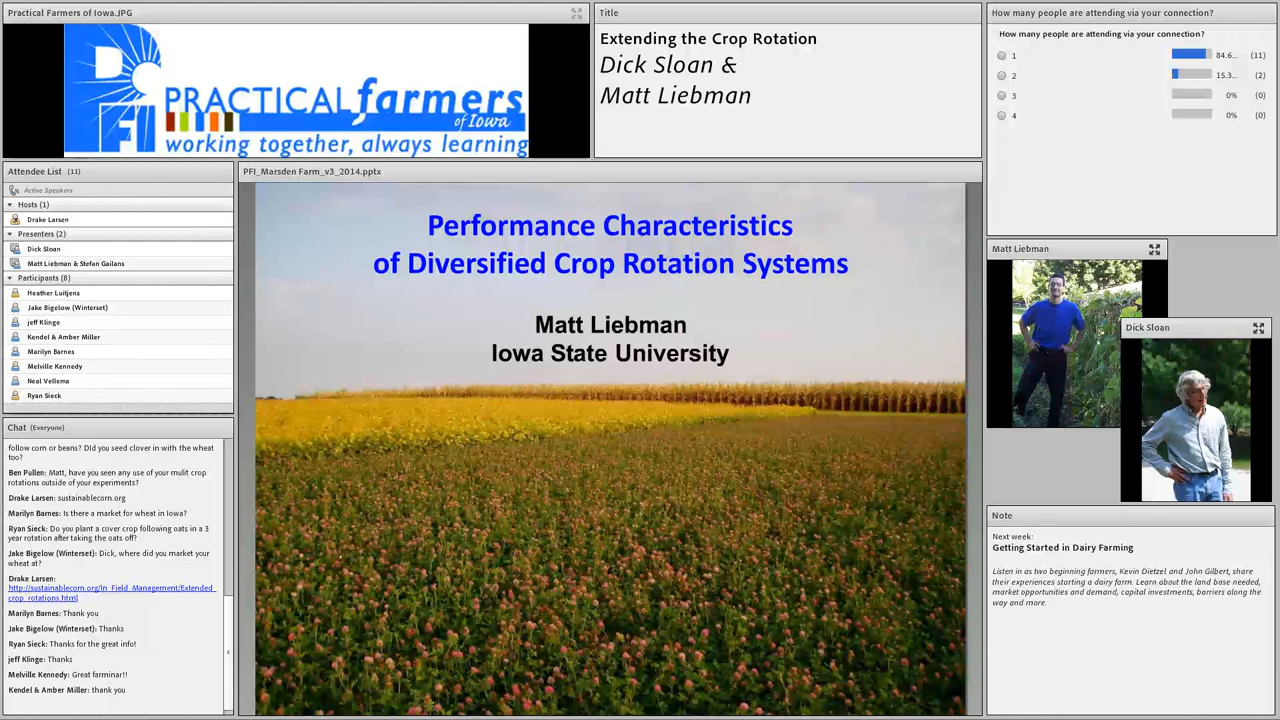 Practical Farmers of Iowa.JPG
PRACTICAL farmers
of Iowa
PFI
working together, always learning
Title
Extending the Crop Rotation
Dick Sloan &
Matt Liebman
How many people are attending via your connection?
How many people are attending via your connection?
1 84.6... (11)
2 15.3... (2)
3 0% (0)
4 0% (0)
Attendee List (11)
Active Speakers
Hosts (1)
Drake Larsen
Presenters (2)
Dick Sloan
Matt Liebman & Stefan Gailans
Participants (8)
Heather Luitjens
Jake Bigelow (Winterset)
jeff Klinge
Kendel & Amber Miller
Marilyn Barnes
Melville Kennedy
Neal Vellema
Ryan Sieck
Chat (Everyone)
follow corn or beans? DId you seed clover in with the wheat
too?
Ben Pullen: Matt, have you seen any use of your mulit crop
rotations outside of your experiments?
Drake Larsen: sustainablecorn.org
Marilyn Barnes: Is there a market for wheat in Iowa?
Ryan Sieck: Do you plant a cover crop following oats in a 3
year rotation after taking the oats off?
Jake Bigelow (Winterset): Dick, where did you market your
wheat at?
Drake Larsen:
http://sustainablecorn.org/In_Field_Management/Extended_
crop_rotations.html
Marilyn Barnes: Thank you
Jake Bigelow (Winterset): Thanks
Ryan Sieck: Thanks for the great info!
jeff Klinge: Thanks
Melville Kennedy: Great farminar!!
Kendel & Amber Miller: thank you
PFI_Marsden Farm_v3_2014.pptx
Performance Characteristics
of Diversified Crop Rotation Systems
Matt Liebman
Iowa State University
Matt Liebman
Dick Sloan
Note
Next week:
Getting Started in Dairy Farming
Listen in as two beginning farmers, Kevin Dietzel and John Gilbert, share
their experiences starting a dairy farm. Learn about the land base needed,
market opportunities and demand, capital investments, barriers along the
way and more.